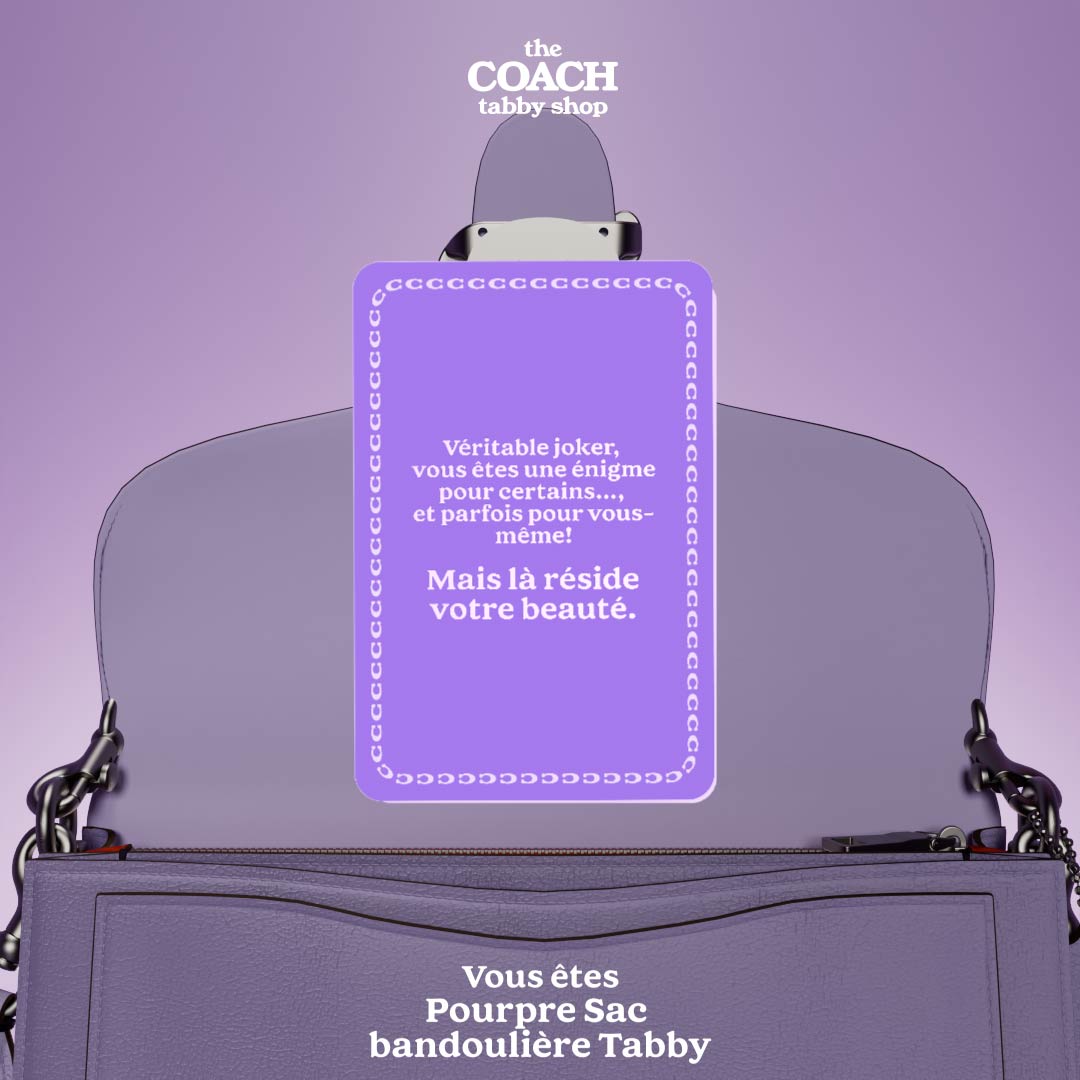 the
COACH
tabby shop
Véritable joker,
vous êtes une énigme
pour certains...,
et parfois pour vous-
même!
Mais là réside
votre beauté.
Vous êtes
Pourpre Sac
bandoulière Tabby